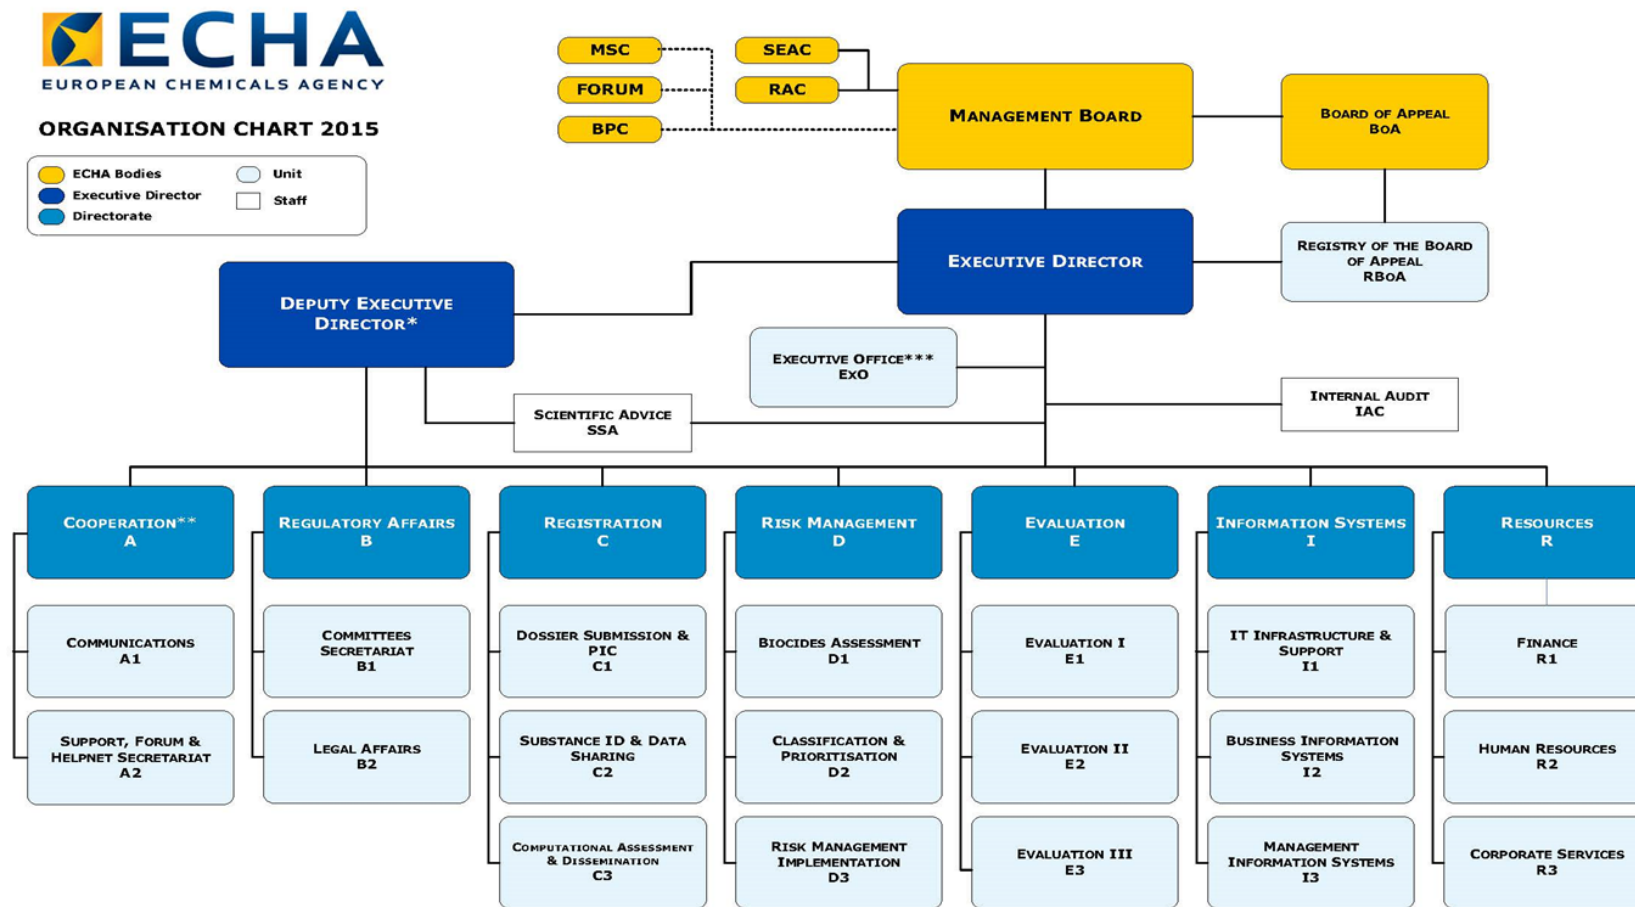 ECHA
EUROPEAN CHEMICALS AGENCY
ORGANISATION CHART 2015
ECHA Bodies
Executive Director
Directorate
Unit
Staff
MSC
FORUM
BPC
SEAC
RAC
MANAGEMENT BOARD
BOARD OF APPEAL
BOA
EXECUTIVE DIRECTOR
REGISTRY OF THE BOARD
OF APPEAL
RBOA
DEPUTY EXECUTIVE
DIRECTOR*
EXECUTIVE OFFICE***
EXO
SCIENTIFIC ADVICE
SSA
INTERNAL AUDIT
IAC
COOPERATION**
A
REGULATORY AFFAIRS
B
REGISTRATION
C
RISK MANAGEMENT
D
EVALUATION
E
INFORMATION SYSTEMS
I
RESOURCES
R
COMMUNICATIONS
A1
COMMITTEES
SECRETARIAT
B1
DOSSIER SUBMISSION &
PIC
C1
BIOCIDES ASSESSMENT
D1
EVALUATION I
E1
IT INFRASTRUCTURE &
SUPPORT
I1
FINANCE
R1
SUPPORT, FORUM &
HELPNET SECRETARIAT
A2
LEGAL AFFAIRS
B2
SUBSTANCE ID & DATA
SHARING
C2
CLASSIFICATION &
PRIORITISATION
D2
EVALUATION II
E2
BUSINESS INFORMATION
SYSTEMS
I2
HUMAN RESOURCES
R2
COMPUTATIONAL ASSESSMENT
& DISSEMINATION
C3
RISK MANAGEMENT
IMPLEMENTATION
D3
EVALUATION III
E3
MANAGEMENT
INFORMATION SYSTEMS
I3
CORPORATE SERVICES
R3